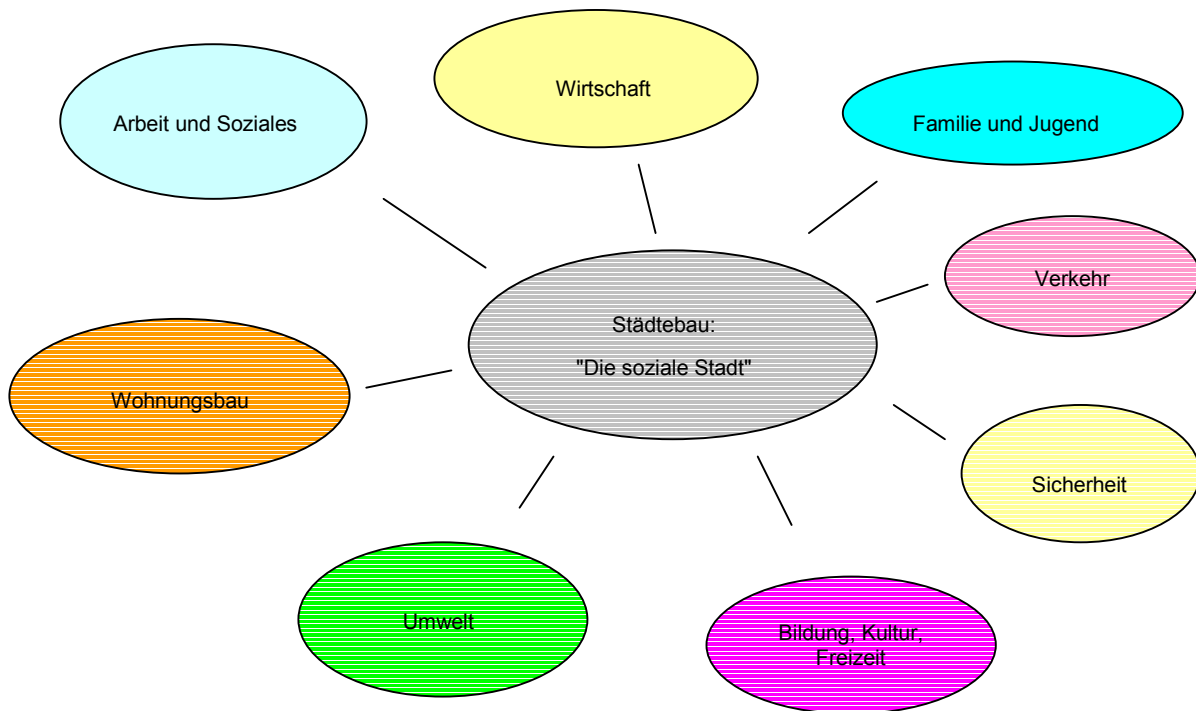 Wirtschaft
Arbeit und Soziales
Familie und Jugend
Verkehr
Städtebau:
"Die soziale Stadt"
Wohnungsbau
Sicherheit
Umwelt
Bildung, Kultur,
Freizeit